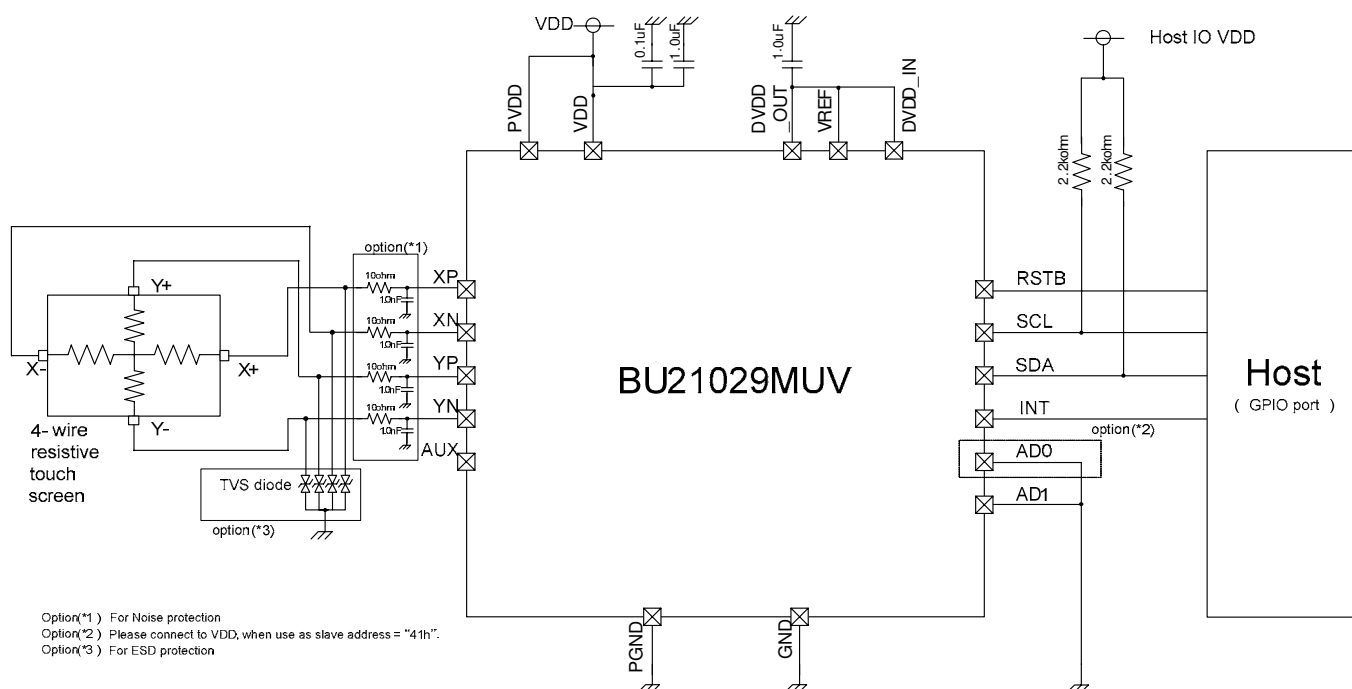 VDD
0.1uF
1.0uF
1.0uF
Host IO VDD
PVDD
VDD
DVDD
_OUT
VREF
DVDD_IN
2.2kohm
2.2kohm
option(*1)
10ohm
1.0nF
XP
10ohm
1.0nF
XN
10ohm
1.0nF
YP
10ohm
1.0nF
YN
AUX
Y+
X-
X+
Y-
4-wire
resistive
touch
screen
TVS diode
option(*3)
BU21029MUV
RSTB
SCL
SDA
INT
option(*2)
AD0
AD1
Host
( GPIO port )
PGND
GND
Option(*1) For Noise protection
Option(*2) Please connect to VDD, when use as slave address = "41h".
Option(*3) For ESD protection